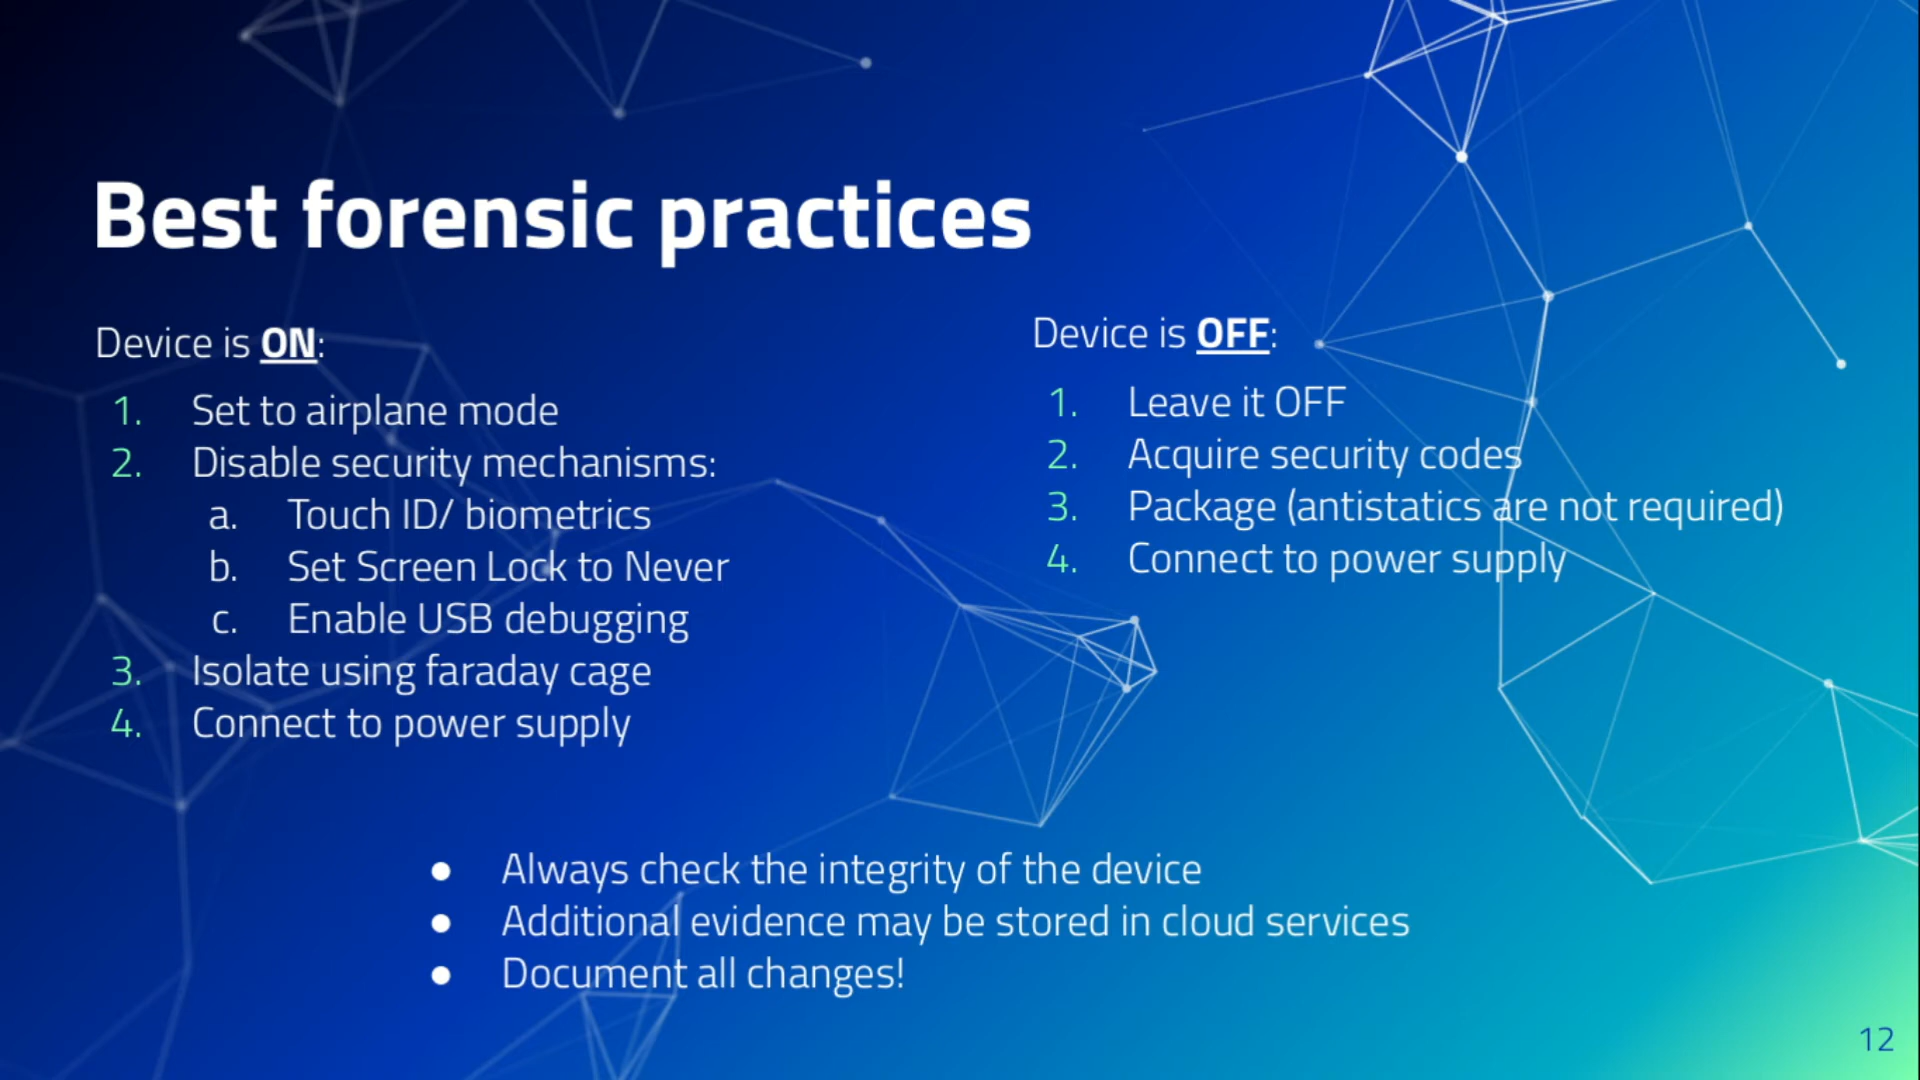 Best forensic practices
Device is ON:
1. Set to airplane mode
2. Disable security mechanisms:
a. Touch ID/ biometrics
b. Set Screen Lock to Never
c. Enable USB debugging
3. Isolate using faraday cage
4. Connect to power supply
Device is OFF:
1. Leave it OFF
2. Acquire security codes
3. Package (antistatics are not required)
4. Connect to power supply
● Always check the integrity of the device
● Additional evidence may be stored in cloud services
● Document all changes!
12